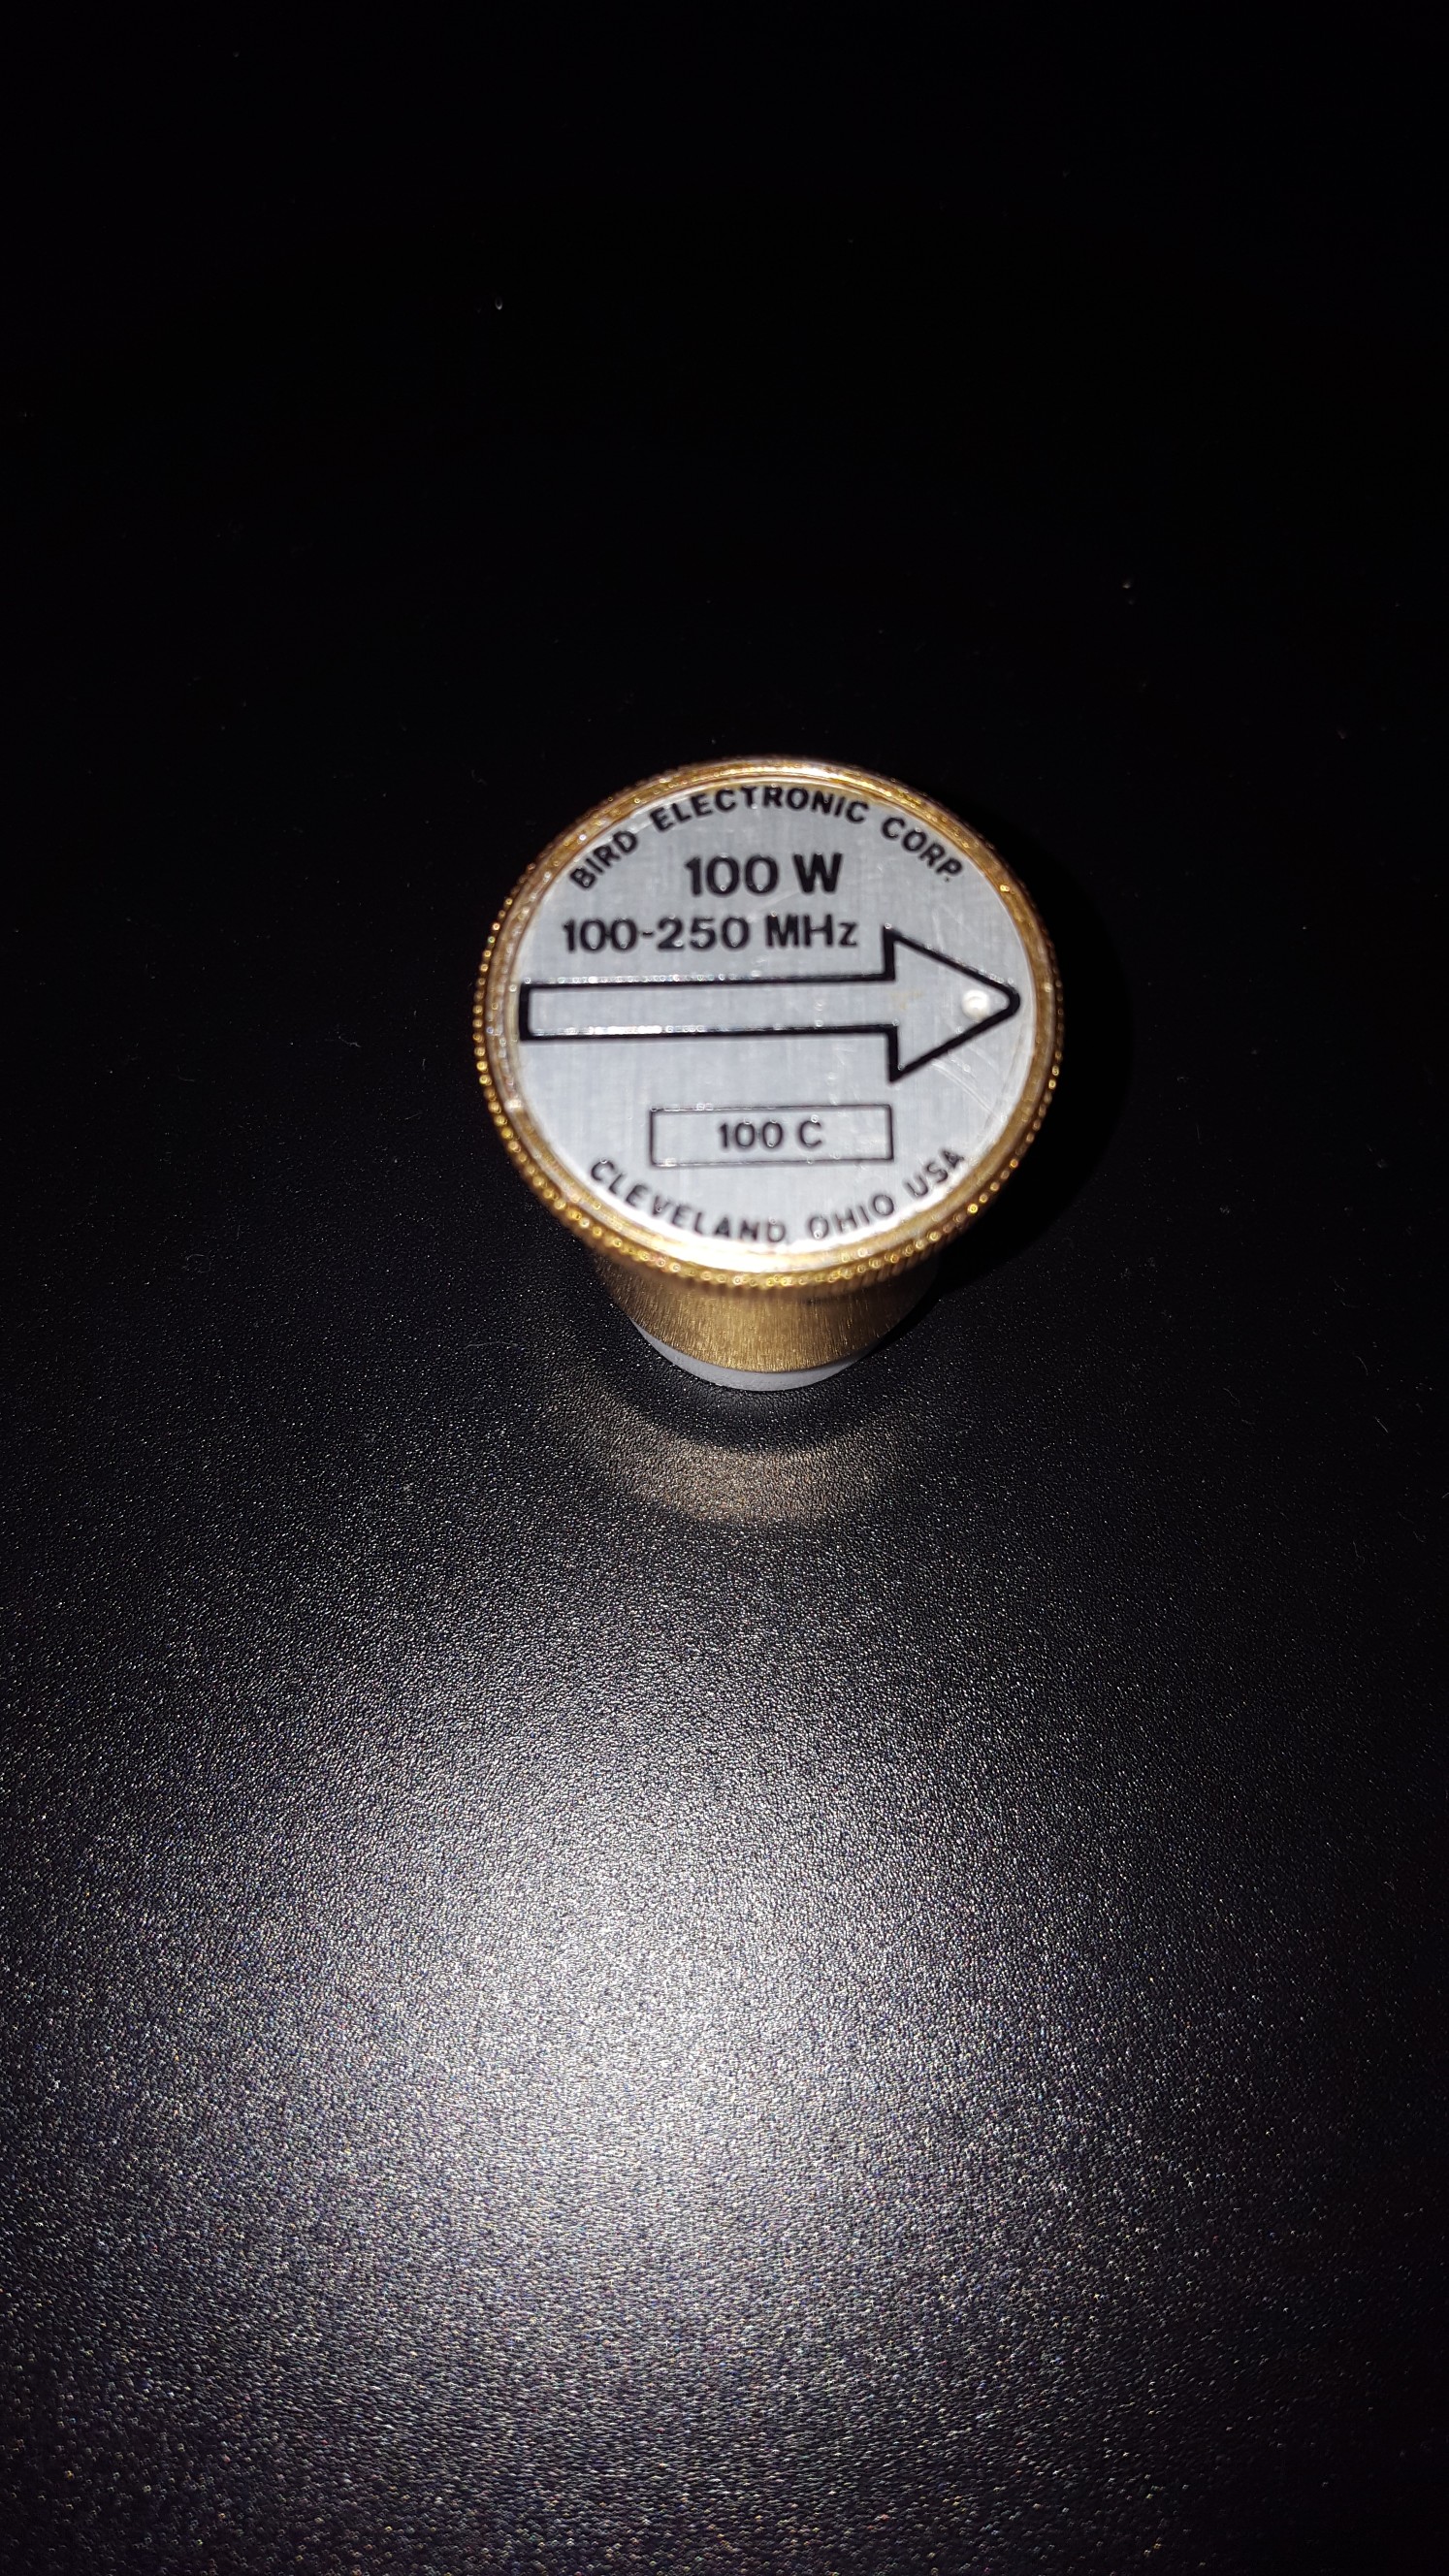 BIRD ELECTRONIC CORP.
100 W
100-250 MHz
100 C
CLEVELAND, OHIO USA